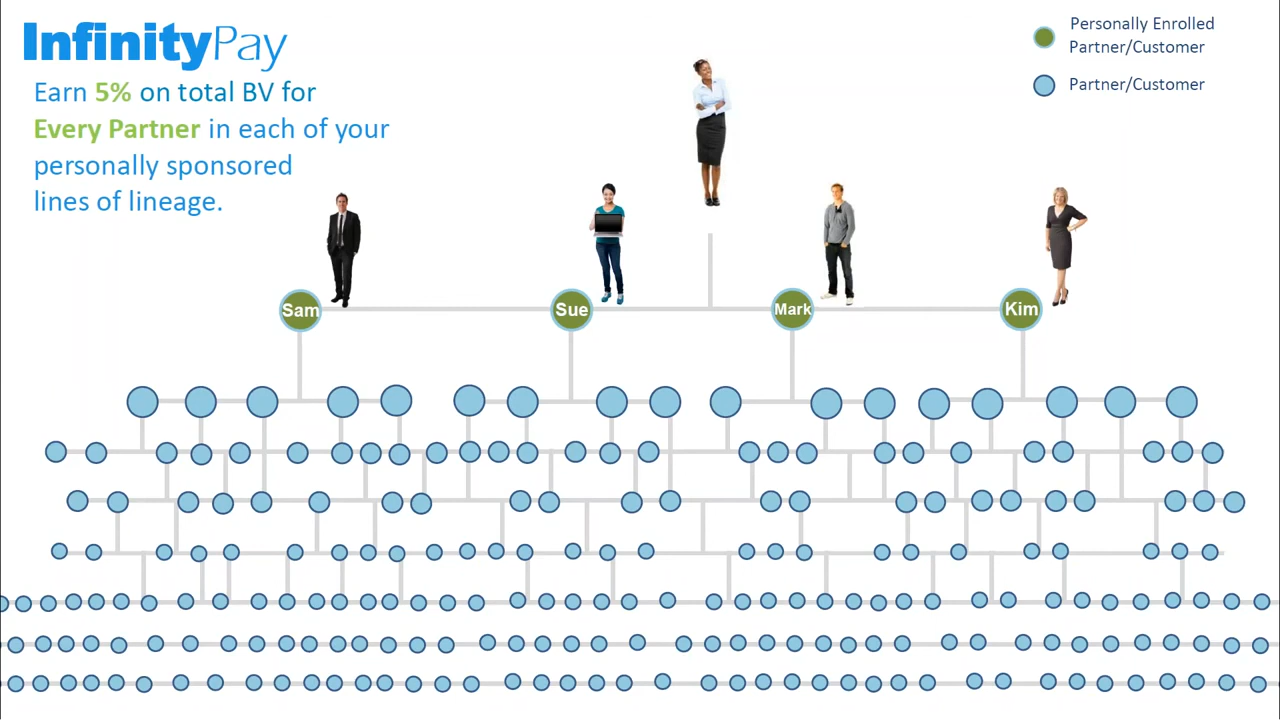 InfinityPay
Earn 5% on total BV for
Every Partner in each of your
personally sponsored
lines of lineage.
Personally Enrolled
Partner/Customer
Partner/Customer
Sam
Sue
Mark
Kim